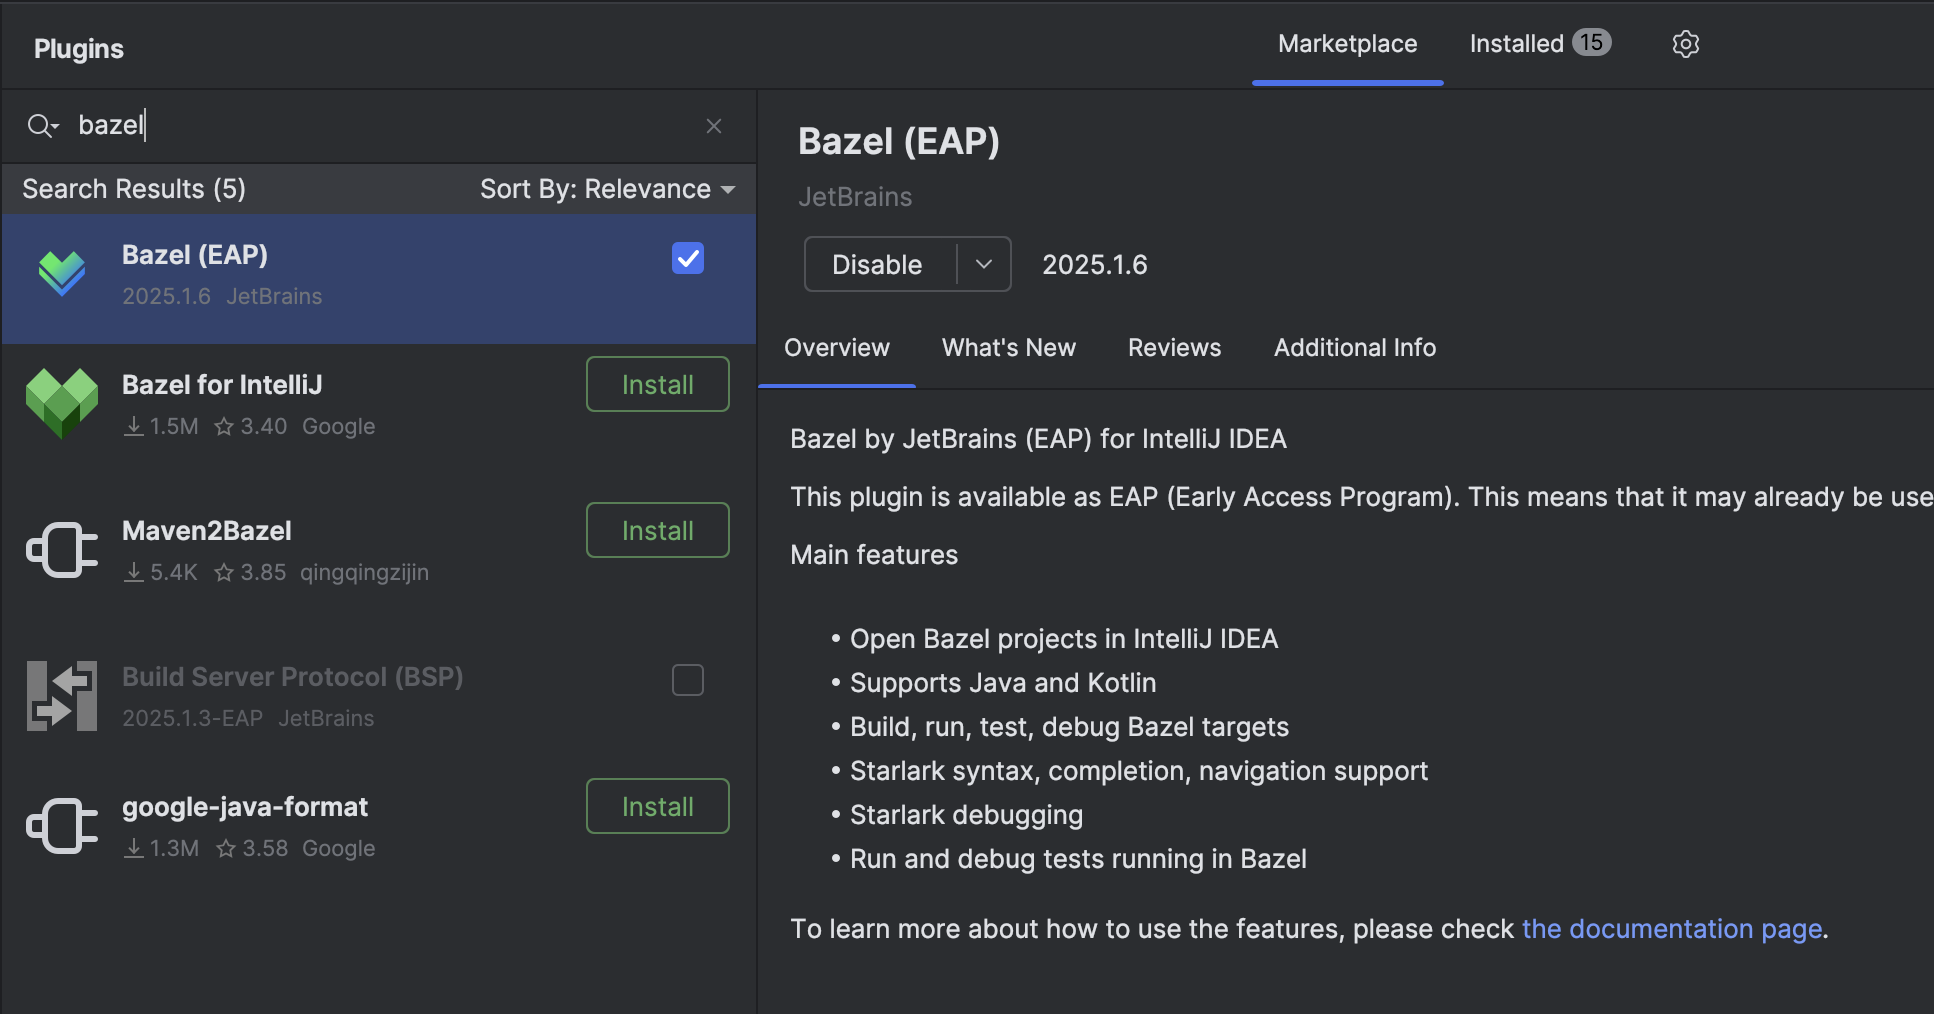 Plugins
Marketplace
Installed 15
bazel
Search Results (5)
Sort By: Relevance
Bazel (EAP)
2025.1.6 JetBrains
Bazel for IntelliJ
Install
1.5M 3.40 Google
Maven2Bazel
Install
5.4K 3.85 qingqingzijin
Build Server Protocol (BSP)
2025.1.3-EAP JetBrains
google-java-format
Install
1.3M 3.58 Google
Bazel (EAP)
JetBrains
Disable
2025.1.6
Overview What's New Reviews Additional Info
Bazel by JetBrains (EAP) for IntelliJ IDEA
This plugin is available as EAP (Early Access Program). This means that it may already be use
Main features
• Open Bazel projects in IntelliJ IDEA
• Supports Java and Kotlin
• Build, run, test, debug Bazel targets
• Starlark syntax, completion, navigation support
• Starlark debugging
• Run and debug tests running in Bazel
To learn more about how to use the features, please check the documentation page.